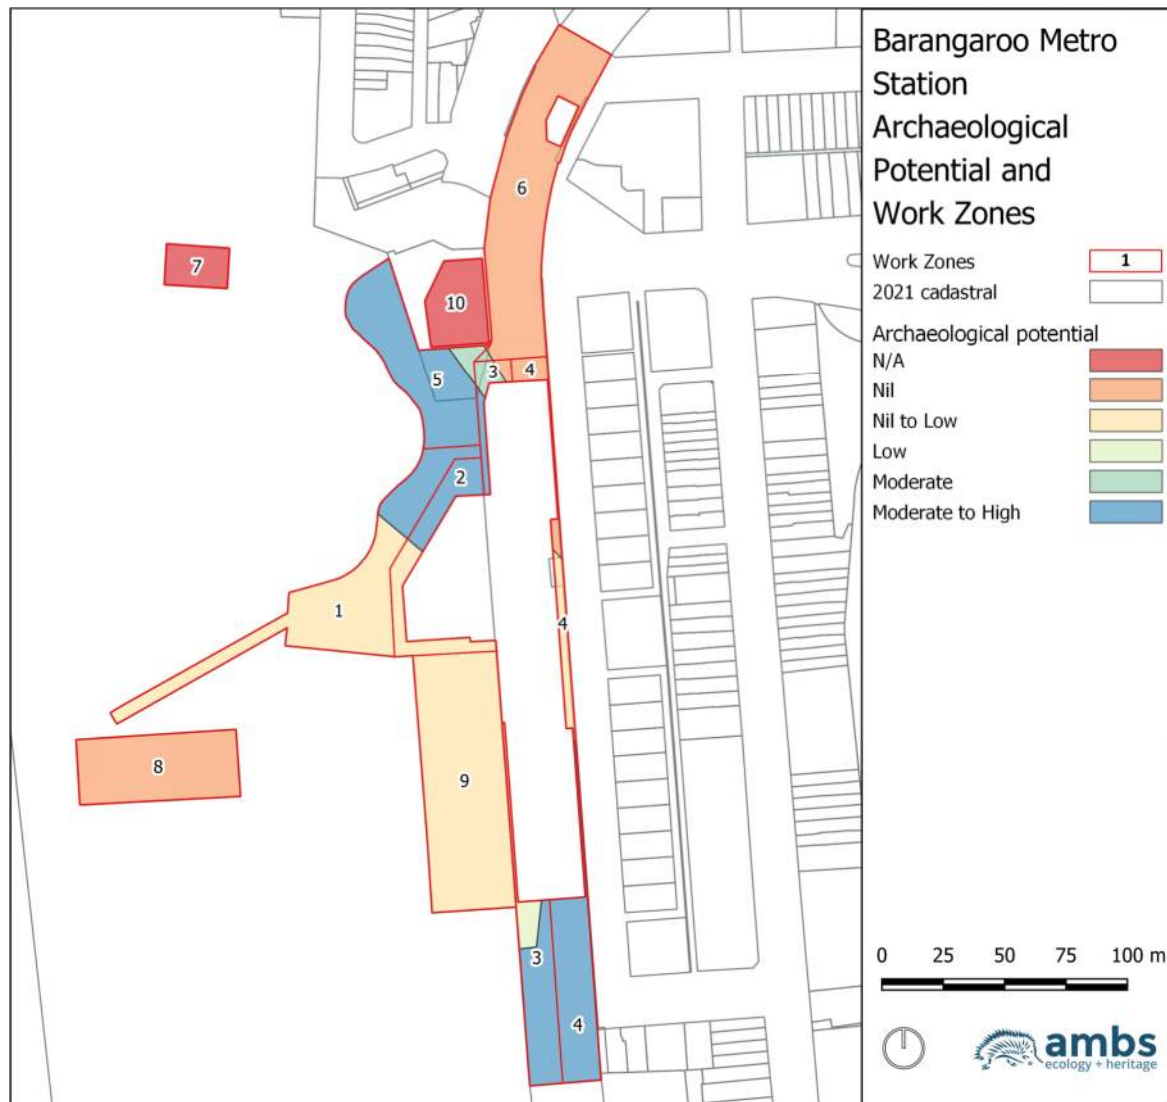 Barangaroo Metro
Station
Archaeological
Potential and
Work Zones
Work Zones 1
2021 cadastral
Archaeological potential
N/A
Nil
Nil to Low
Low
Moderate
Moderate to High
6
7
10
3 4
5
2
1
4
8
9
3
4
0 25 50 75 100 m
ambs
ecology + heritage